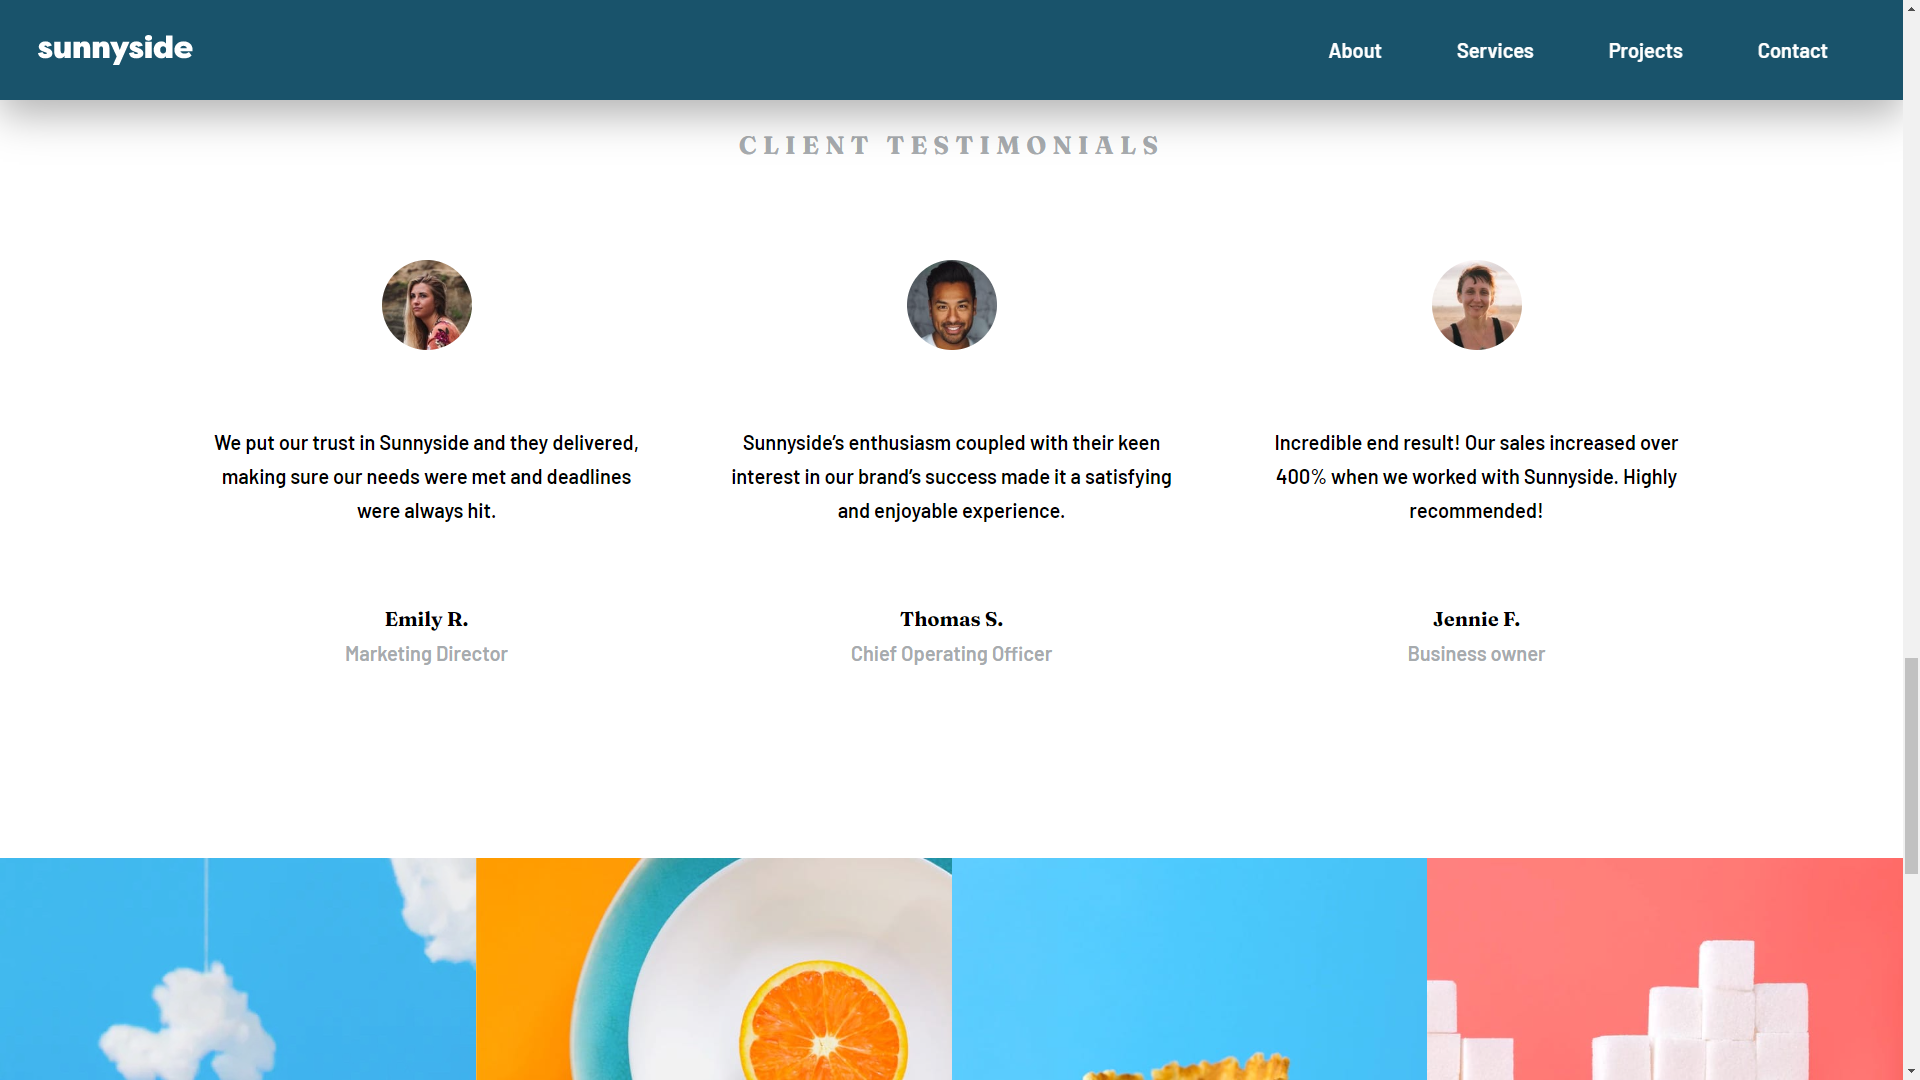 sunnyside
About Services Projects Contact
CLIENT TESTIMONIALS
We put our trust in Sunnyside and they delivered,
making sure our needs were met and deadlines
were always hit.
Emily R.
Marketing Director
Sunnyside’s enthusiasm coupled with their keen
interest in our brand’s success made it a satisfying
and enjoyable experience.
Thomas S.
Chief Operating Officer
Incredible end result! Our sales increased over
400% when we worked with Sunnyside. Highly
recommended!
Jennie F.
Business owner